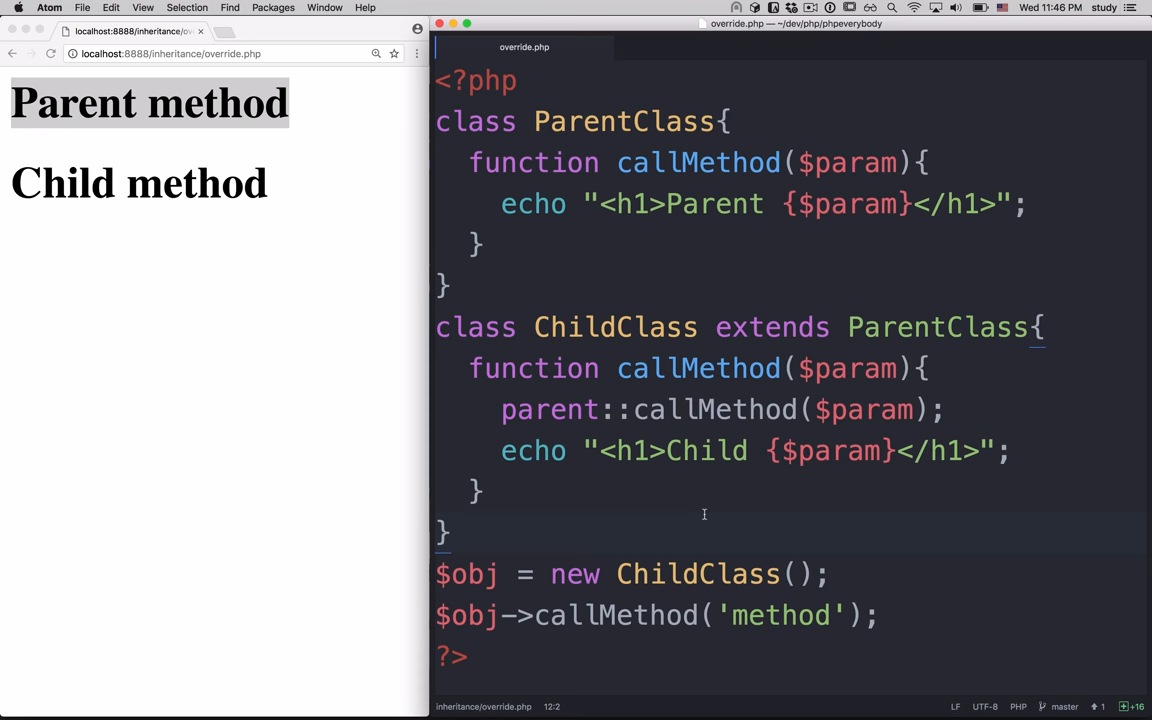 Atom File Edit View Selection Find Packages Window Help
Wed 11:46 PM study
localhost:8888/inheritance/ov
localhost:8888/inheritance/override.php
Parent method
Child method
override.php — ~/dev/php/phpeverybody
override.php
<?php
class ParentClass{
function callMethod($param){
echo "<h1>Parent {$param}</h1>";
}
}
class ChildClass extends ParentClass{
function callMethod($param){
parent::callMethod($param);
echo "<h1>Child {$param}</h1>";
}
}
$obj = new ChildClass();
$obj->callMethod('method');
?>
inheritance/override.php 12:2
LF UTF-8 PHP master 1 +16